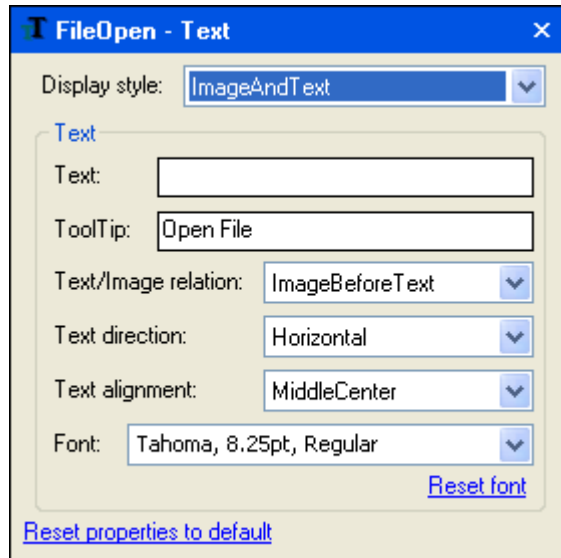 FileOpen - Text
Display style: ImageAndText
Text
Text:
ToolTip: Open File
Text/Image relation: ImageBeforeText
Text direction: Horizontal
Text alignment: MiddleCenter
Font: Tahoma, 8.25pt, Regular
Reset font
Reset properties to default